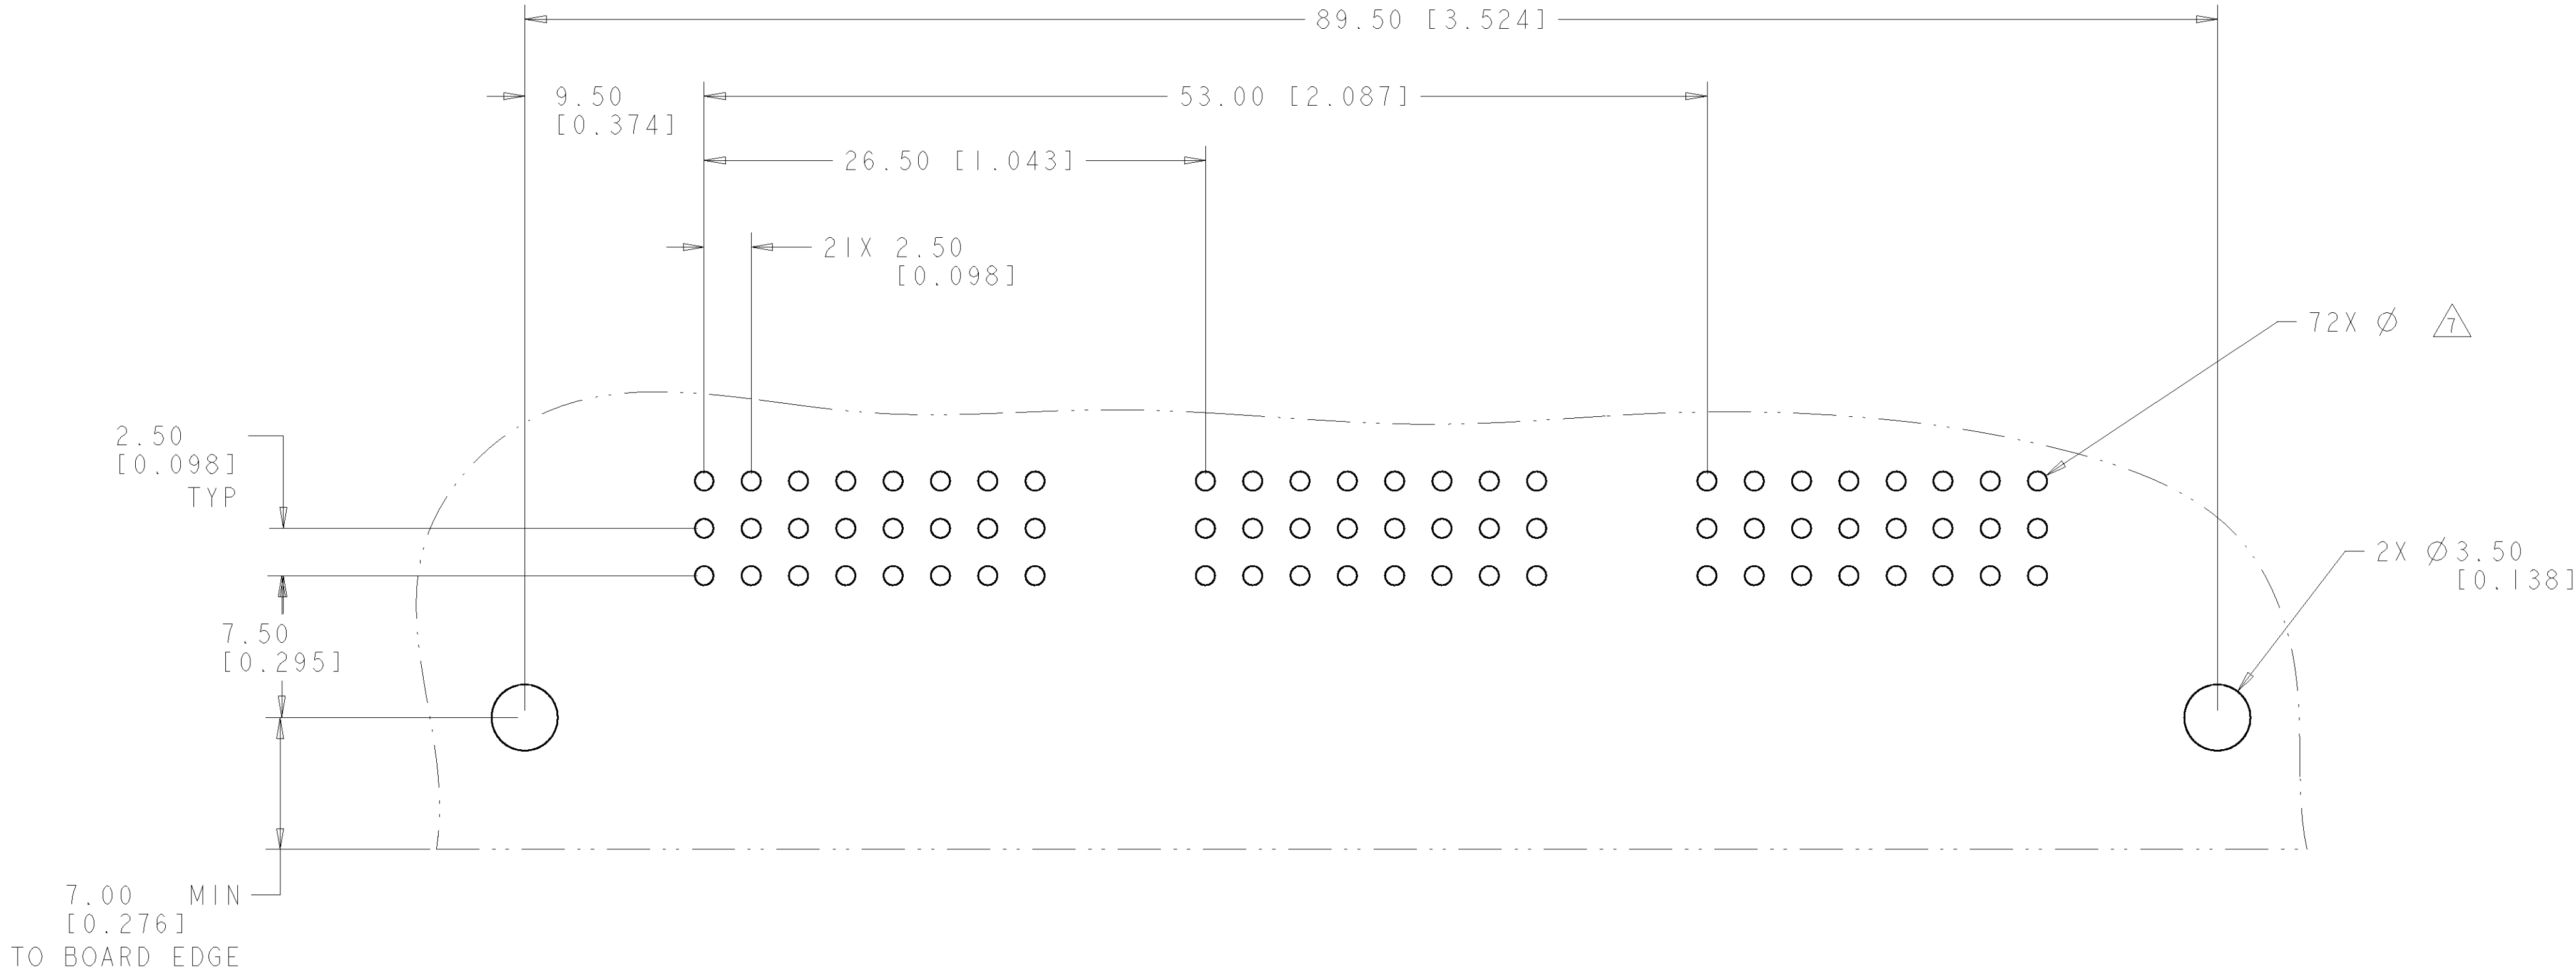 89.50 [3.524]
9.50
[0.374]
53.00 [2.087]
26.50 [1.043]
21X 2.50
[0.098]
72X Ø 7
2.50
[0.098]
TYP
2X Ø3.50
[0.138]
7.50
[0.295]
7.00 MIN
[0.276]
TO BOARD EDGE